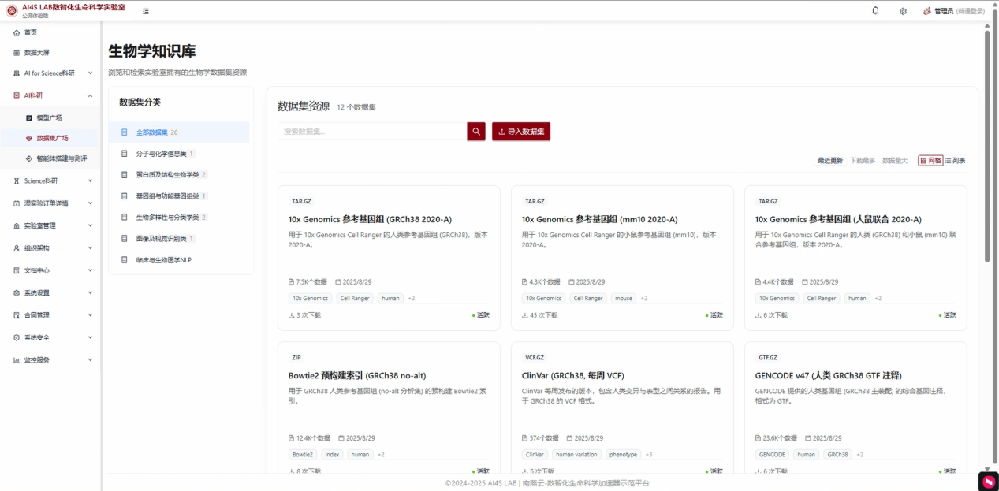 AI4S LAB数智化生命科学实验室
公测体验版
管理员 (普通登录)
首页
数据大屏
AI for Science科研
AI科研
模型广场
数据集广场
智能体搭建与测评
Science科研
湿实验订单详情
实验室管理
组织架构
文档中心
系统设置
合同管理
系统安全
监控服务
生物学知识库
浏览和检索实验室拥有的生物学数据集资源
数据集分类
全部数据集 26
分子与化学信息类 1
蛋白质及结构生物学类 2
基因组与功能基因组类 1
生物多样性与分类学类 2
图像及视觉识别类 1
临床与生物医学NLP
数据集资源 12 个数据集
搜索数据集...
导入数据集
最近更新 下载最多 数据量大 网格 列表
TAR.GZ
10x Genomics 参考基因组 (GRCh38 2020-A)
用于 10x Genomics Cell Ranger 的人类参考基因组 (GRCh38)，版本
2020-A。
7.5K个数据 2025/8/29
10x Genomics Cell Ranger human +2
3 次下载 活跃
TAR.GZ
10x Genomics 参考基因组 (mm10 2020-A)
用于 10x Genomics Cell Ranger 的小鼠参考基因组 (mm10)，版本
2020-A。
4.3K个数据 2025/8/29
10x Genomics Cell Ranger mouse +2
45 次下载 活跃
TAR.GZ
10x Genomics 参考基因组 (人鼠联合 2020-A)
用于 10x Genomics Cell Ranger 的人类 (GRCh38) 和小鼠 (mm10) 联
合参考基因组，版本 2020-A。
4.4K个数据 2025/8/29
10x Genomics Cell Ranger human +2
6 次下载 活跃
ZIP
Bowtie2 预构建索引 (GRCh38 no-alt)
用于 GRCh38 人类参考基因组 (no-alt 分析集) 的预构建 Bowtie2 索
引。
12.4K个数据 2025/8/29
Bowtie2 index human +2
8 次下载 活跃
VCF.GZ
ClinVar (GRCh38, 每周 VCF)
ClinVar 每周发布的版本，包含人类变异与表型之间关系的报告。用
于 GRCh38 的 VCF 格式。
574个数据 2025/8/29
ClinVar human variation phenotype +3
6 次下载 活跃
GTF.GZ
GENCODE v47 (人类 GRCh38 GTF 注释)
GENCODE 提供的人类基因组 (GRCh38 主装配) 的综合基因注释，
格式为 GTF。
23.6K个数据 2025/8/29
GENCODE human GRCh38 +2
6 次下载 活跃
©2024-2025 AI4S LAB | 南燕云-数智化生命科学加速器示范平台